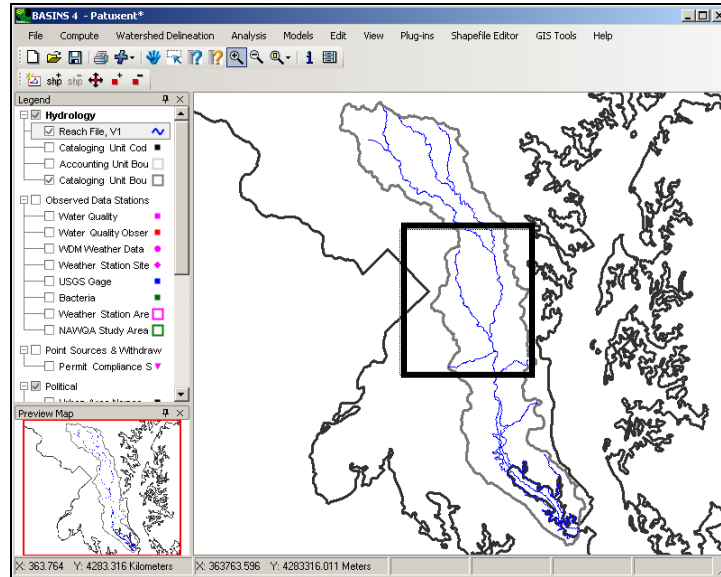 BASINS 4 - Patuxent*
File Compute Watershed Delineation Analysis Models Edit View Plug-ins Shapefile Editor GIS Tools Help
shp shp
Legend
Hydrology
Reach File, V1
Cataloging Unit Cod
Accounting Unit Bou
Cataloging Unit Bou
Observed Data Stations
Water Quality
Water Quality Obser
WDM Weather Data
Weather Station Site
USGS Gage
Bacteria
Weather Station Are
NAWQA Study Area
Point Sources & Withdraw
Permit Compliance S
Political
Preview Map
X: 363.764 Y: 4283.316 Kilometers X: 363763.596 Y: 4283316.011 Meters